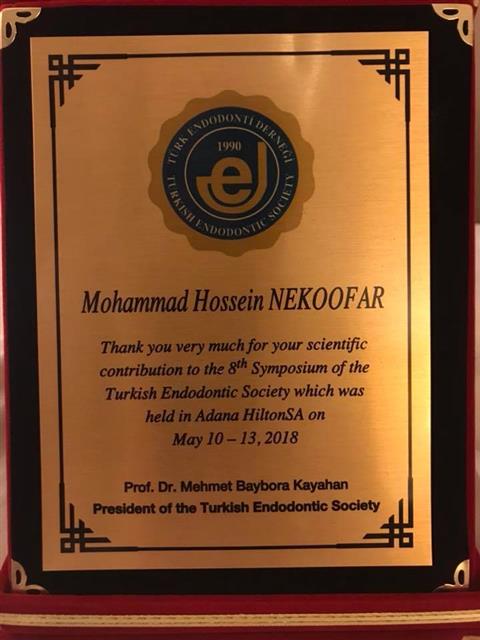 TÜRK ENDODONTİ DERNEĞİ
1990
TURKISH ENDODONTIC SOCIETY
Mohammad Hossein NEKOOFAR
Thank you very much for your scientific
contribution to the 8th Symposium of the
Turkish Endodontic Society which was
held in Adana HiltonSA on
May 10 – 13, 2018
Prof. Dr. Mehmet Baybora Kayahan
President of the Turkish Endodontic Society